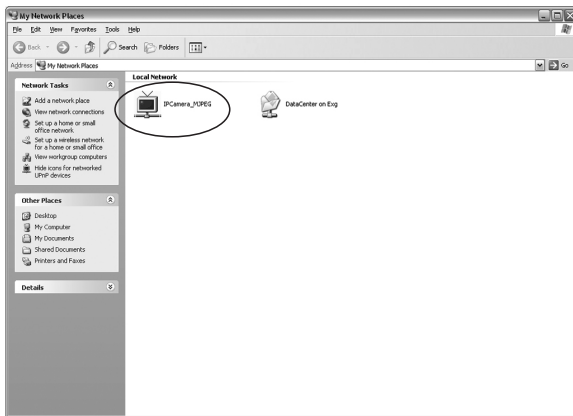 My Network Places
File Edit View Favorites Tools Help
Back Search Folders
Address My Network Places Go
Network Tasks
Add a network place
View network connections
Set up a home or small
office network
Set up a wireless network
for a home or small office
View workgroup computers
Hide icons for networked
UPnP devices
Other Places
Desktop
My Computer
My Documents
Shared Documents
Printers and Faxes
Details
Local Network
IPCamera_MJPEG
DataCenter on Exg